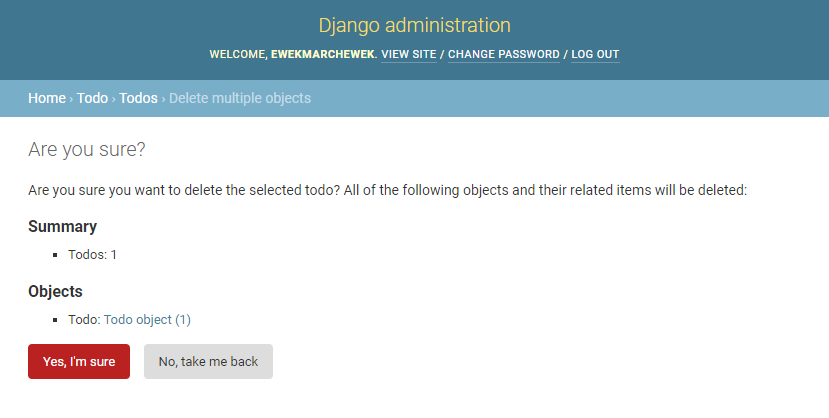 Django administration
WELCOME, EWEKMARCHEWEK. VIEW SITE / CHANGE PASSWORD / LOG OUT
Home › Todo › Todos › Delete multiple objects
Are you sure?
Are you sure you want to delete the selected todo? All of the following objects and their related items will be deleted:
Summary
Todos: 1
Objects
Todo: Todo object (1)
Yes, I'm sure
No, take me back